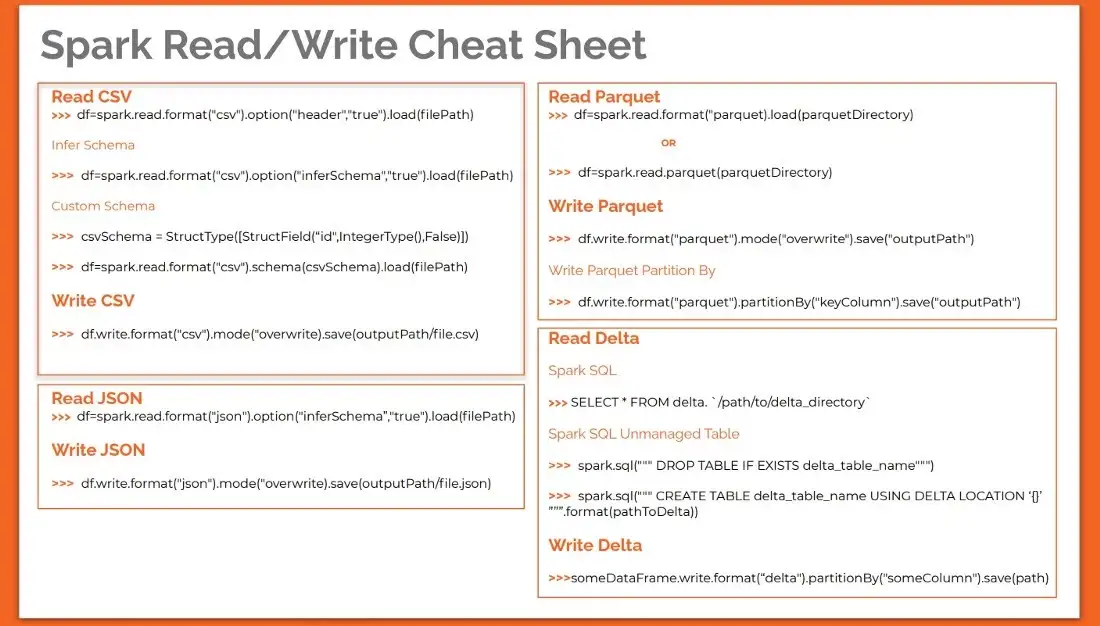 Spark Read/Write Cheat Sheet
Read CSV
>>> df=spark.read.format("csv").option("header","true").load(filePath)
Infer Schema
>>> df=spark.read.format("csv").option("inferSchema","true").load(filePath)
Custom Schema
>>> csvSchema = StructType([StructField(“id",IntegerType(),False)])
>>> df=spark.read.format("csv").schema(csvSchema).load(filePath)
Write CSV
>>> df.write.format("csv").mode("overwrite).save(outputPath/file.csv)
Read JSON
>>> df=spark.read.format("json").option("inferSchema”,"true").load(filePath)
Write JSON
>>> df.write.format("json").mode("overwrite).save(outputPath/file.json)
Read Parquet
>>> df=spark.read.format("parquet).load(parquetDirectory)
OR
>>> df=spark.read.parquet(parquetDirectory)
Write Parquet
>>> df.write.format("parquet").mode("overwrite").save("outputPath")
Write Parquet Partition By
>>> df.write.format("parquet").partitionBy("keyColumn").save("outputPath")
Read Delta
Spark SQL
>>> SELECT * FROM delta. `/path/to/delta_directory`
Spark SQL Unmanaged Table
>>> spark.sql(""" DROP TABLE IF EXISTS delta_table_name""")
>>> spark.sql(""" CREATE TABLE delta_table_name USING DELTA LOCATION '{}'
""".format(pathToDelta))
Write Delta
>>>someDataFrame.write.format(“delta").partitionBy("someColumn").save(path)